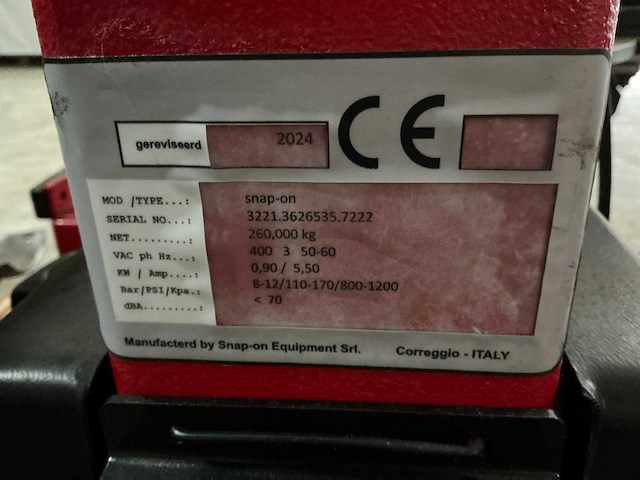 gereviseerd 2024 CE
MOD /TYPE...: snap-on
SERIAL NO...: 3221.3626535.7222
NET.........: 260,000 kg
VAC ph Hz...: 400 3 50-60
KW / Amp....: 0,90 / 5,50
Bar/PSI/Kpa.: 8-12/110-170/800-1200
dBA.........: < 70
Manufacterd by Snap-on Equipment Srl. Correggio - ITALY